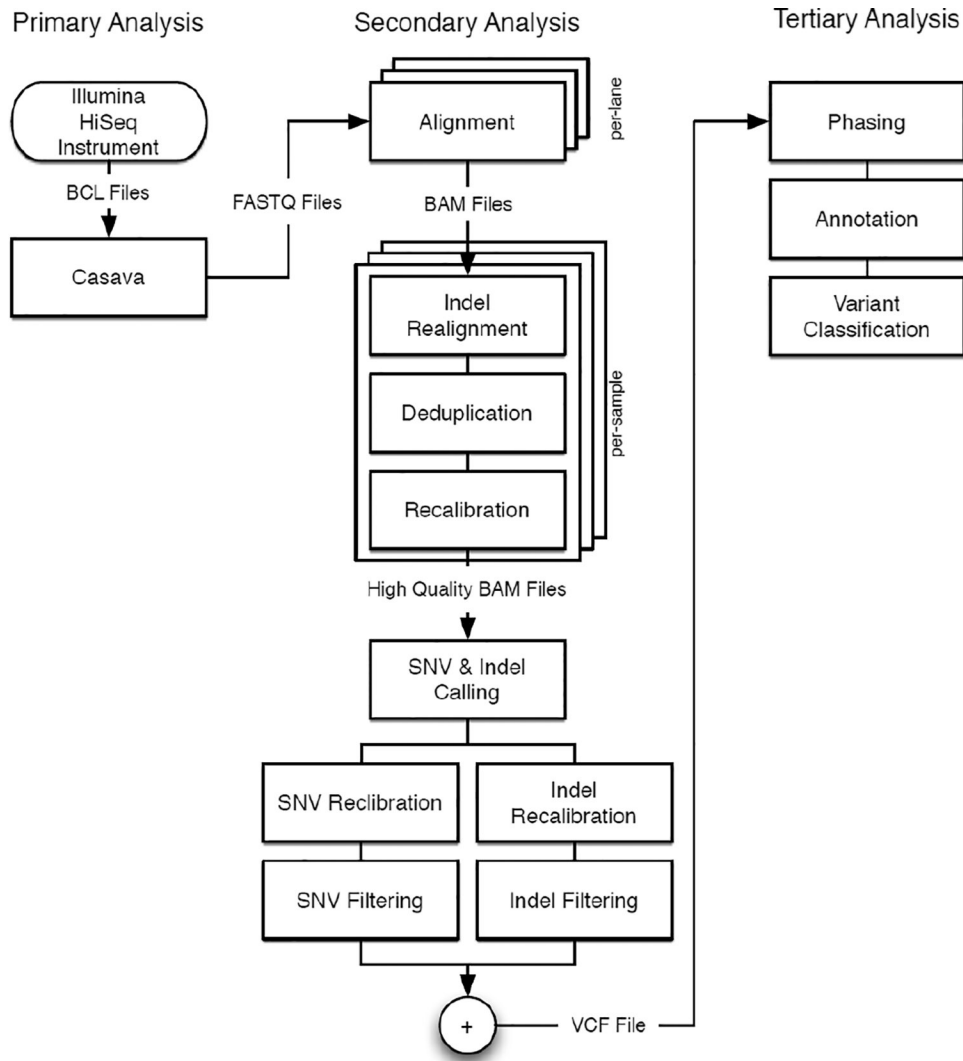 Primary Analysis
Secondary Analysis
Tertiary Analysis
Illumina
HiSeq
Instrument
BCL Files
Casava
FASTQ Files
Alignment
per-lane
BAM Files
Indel
Realignment
Deduplication
Recalibration
per-sample
High Quality BAM Files
SNV & Indel
Calling
SNV Reclibration
Indel
Recalibration
SNV Filtering
Indel Filtering
+
VCF File
Phasing
Annotation
Variant
Classification